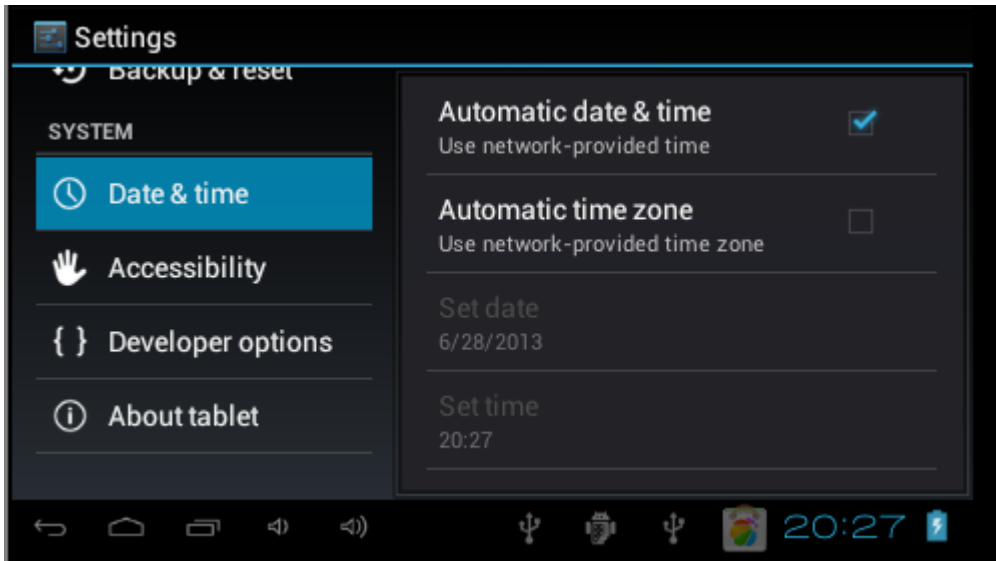 Settings
Backup & reset
SYSTEM
Date & time
Accessibility
{ } Developer options
About tablet
Automatic date & time
Use network-provided time
Automatic time zone
Use network-provided time zone
Set date
6/28/2013
Set time
20:27
20:27